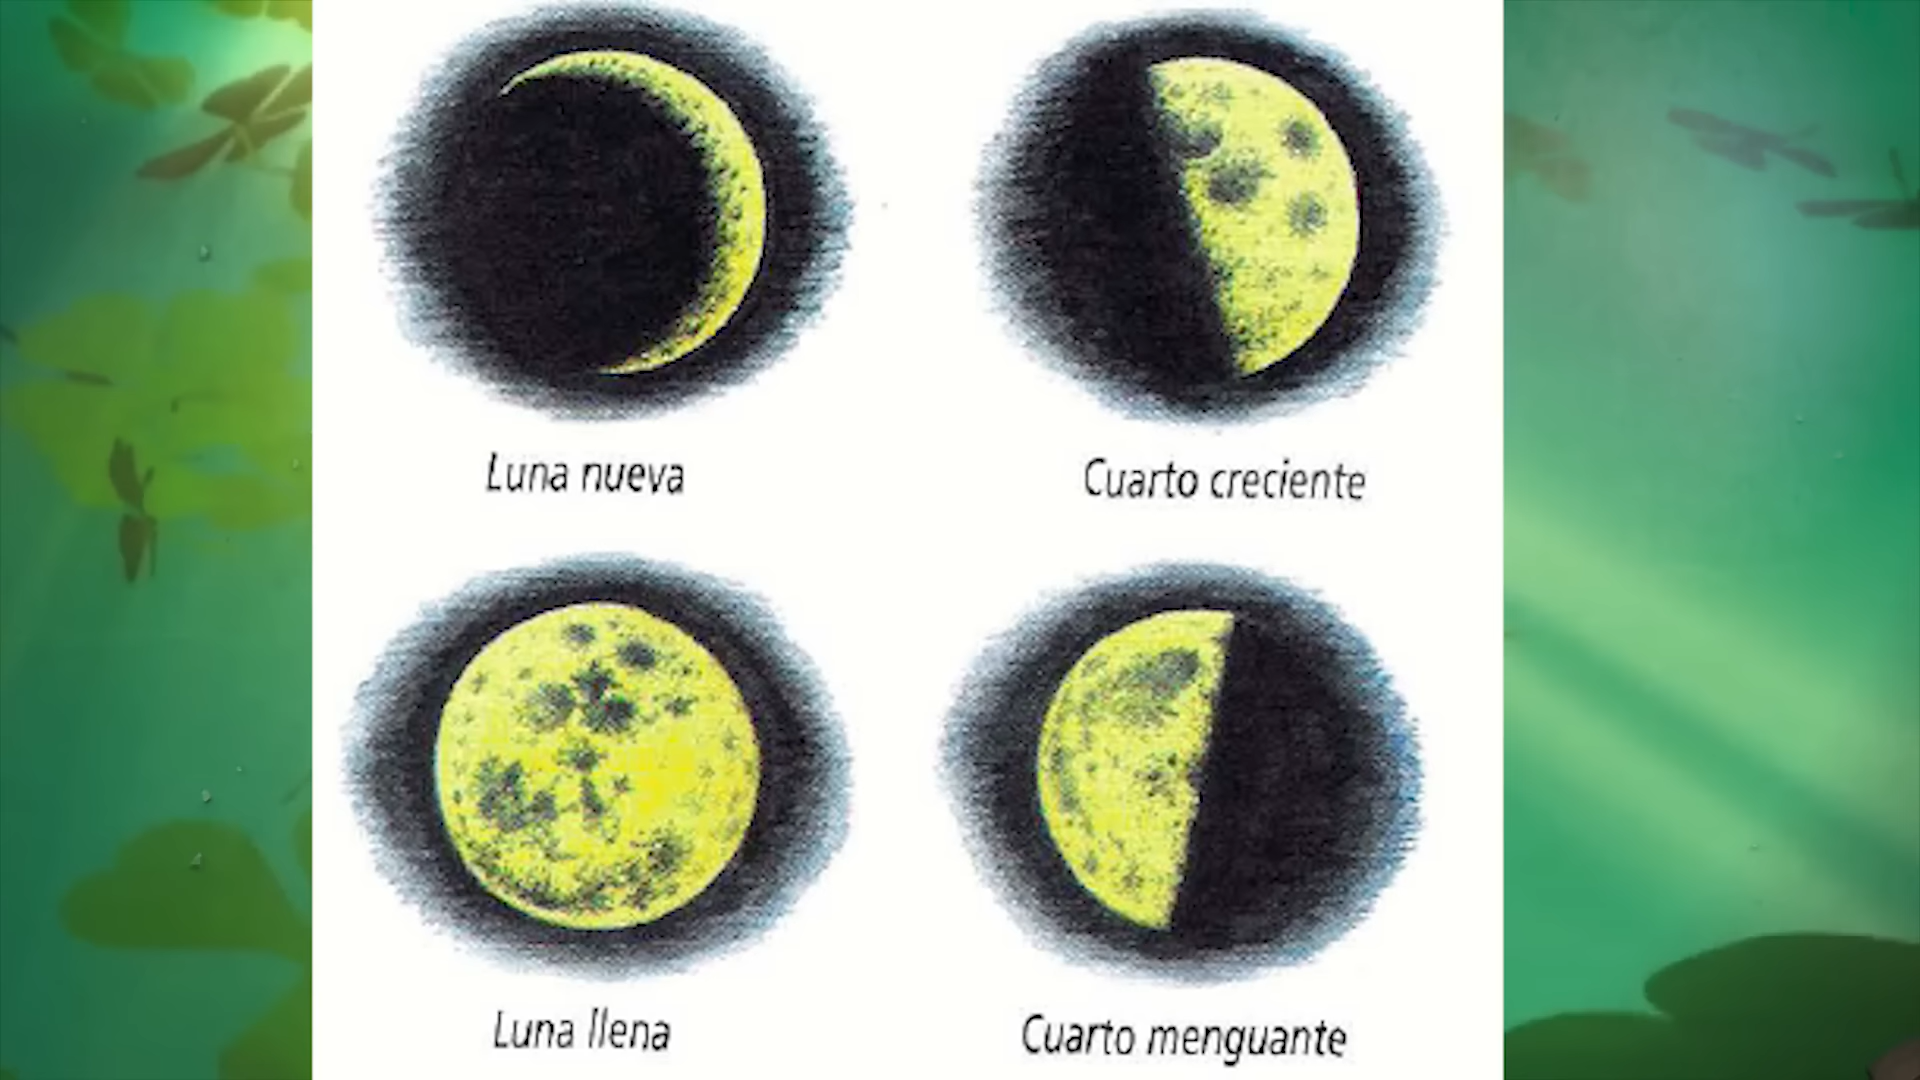 Luna nueva
Cuarto creciente
Luna llena
Cuarto menguante